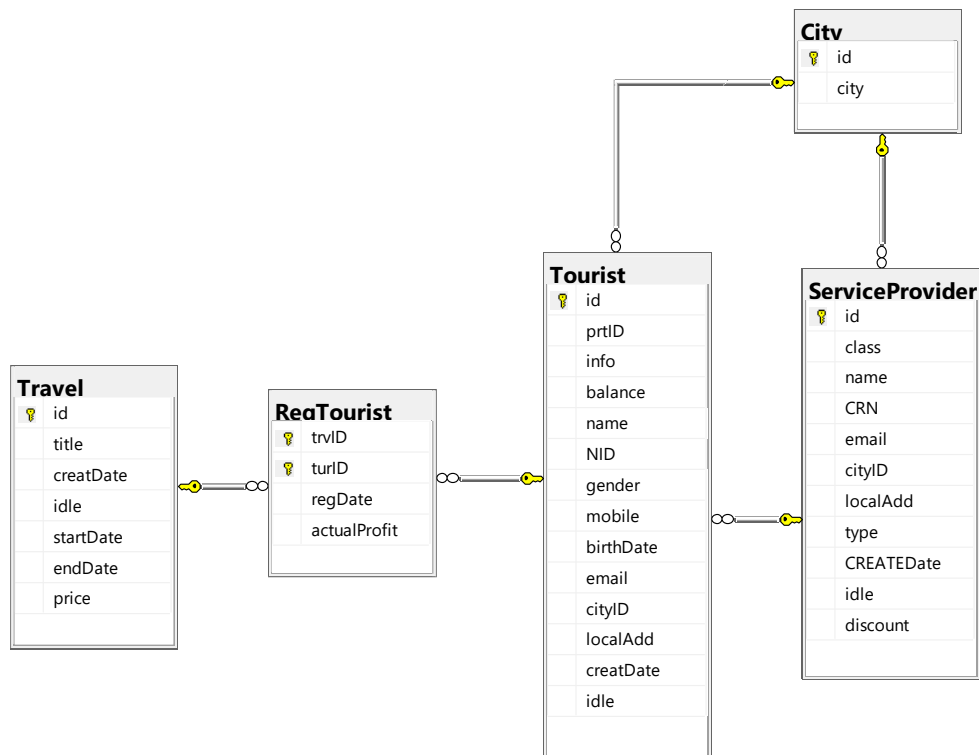 City
id
city
Tourist
id
prtID
info
balance
name
NID
gender
mobile
birthDate
email
cityID
localAdd
creatDate
idle
ServiceProvider
id
class
name
CRN
email
cityID
localAdd
type
CREATEDate
idle
discount
Travel
id
title
creatDate
idle
startDate
endDate
price
RegTourist
trvID
turID
regDate
actualProfit